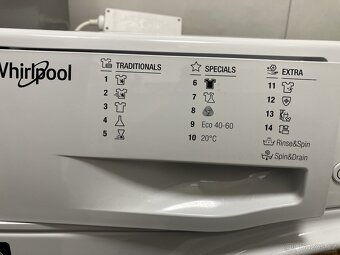 Whirlpool
TRADITIONALS
1
2
3
4
5
SPECIALS
6
7
8
9 Eco 40-60
10 20°C
EXTRA
11
12
13
14
Rinse&Spin
Spin&Drain